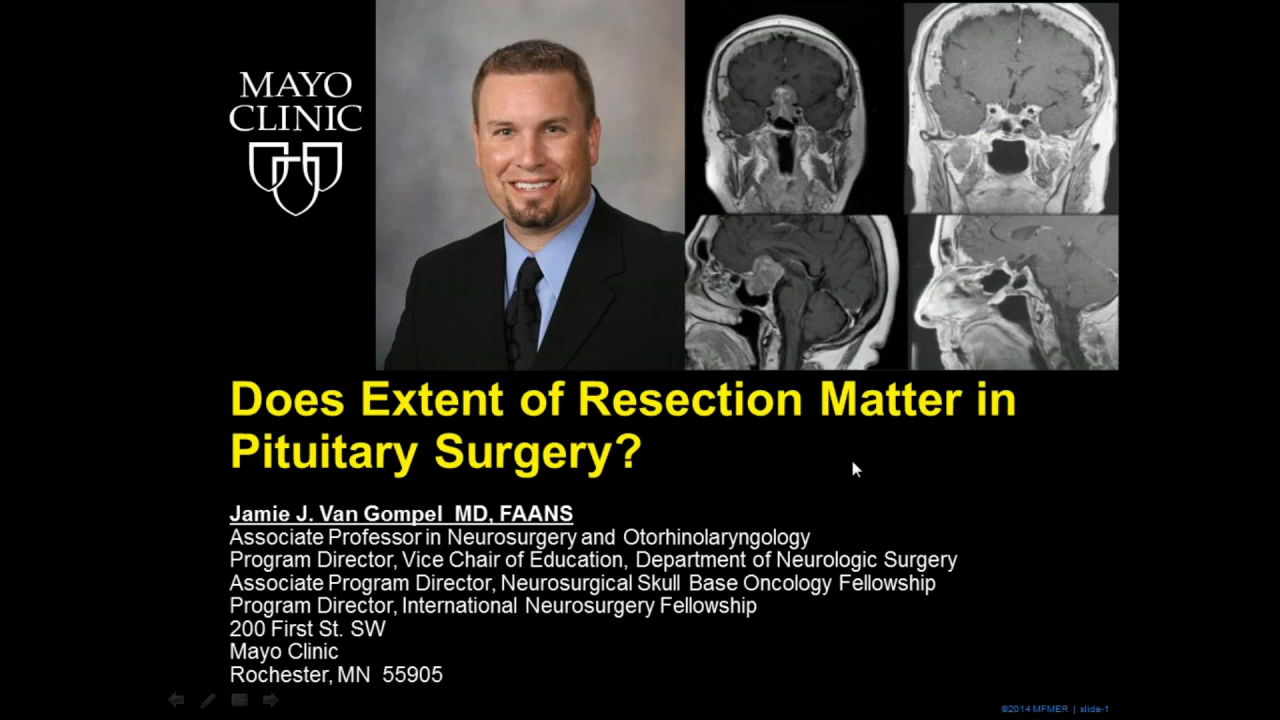 MAYO
CLINIC
Does Extent of Resection Matter in
Pituitary Surgery?
Jamie J. Van Gompel MD, FAANS
Associate Professor in Neurosurgery and Otorhinolaryngology
Program Director, Vice Chair of Education, Department of Neurologic Surgery
Associate Program Director, Neurosurgical Skull Base Oncology Fellowship
Program Director, International Neurosurgery Fellowship
200 First St. SW
Mayo Clinic
Rochester, MN 55905
©2014 MFMER | slide-1